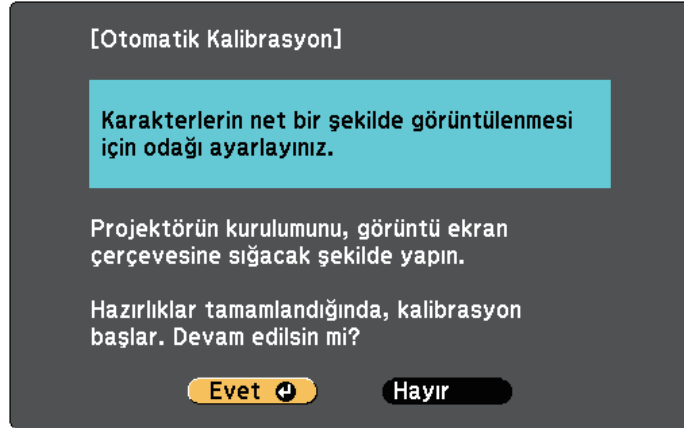 [Otomatik Kalibrasyon]
Karakterlerin net bir şekilde görüntülenmesi
için odağı ayarlayınız.
Projektörün kurulumunu, görüntü ekran
çerçevesine sığacak şekilde yapın.
Hazırlıklar tamamlandığında, kalibrasyon
başlar. Devam edilsin mi?
Evet Hayır